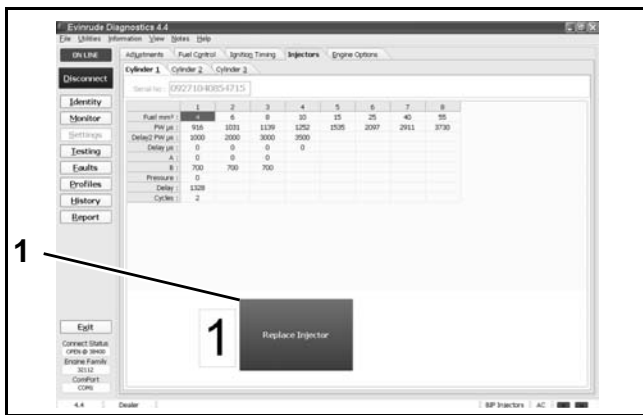 Evinrude Diagnostics 4.4
File Utilities Information View Notes Help
ON LINE
Adjustments Fuel Control Ignition Timing Injectors Engine Options
Disconnect
Cylinder 1 Cylinder 2 Cylinder 3
Serial No: 09271040854715
Identity
Monitor
Settings
Testing
Faults
Profiles
History
Report
1 2 3 4 5 6 7 8
Fuel mm³ : 4 6 8 10 15 25 40 55
PW µs : 916 1031 1139 1252 1535 2097 2911 3730
Delay2 PW µs : 1000 2000 3000 3500
Delay µs : 0 0 0 0
A : 0 0 0
B : 700 700 700
Pressure : 0
Delay : 1328
Cycles : 2
1
1
Replace Injector
Exit
Connect Status
OPEN @ 38400
Engine Family
32112
ComPort
COM1
4.4 Dealer BIP Injectors AC